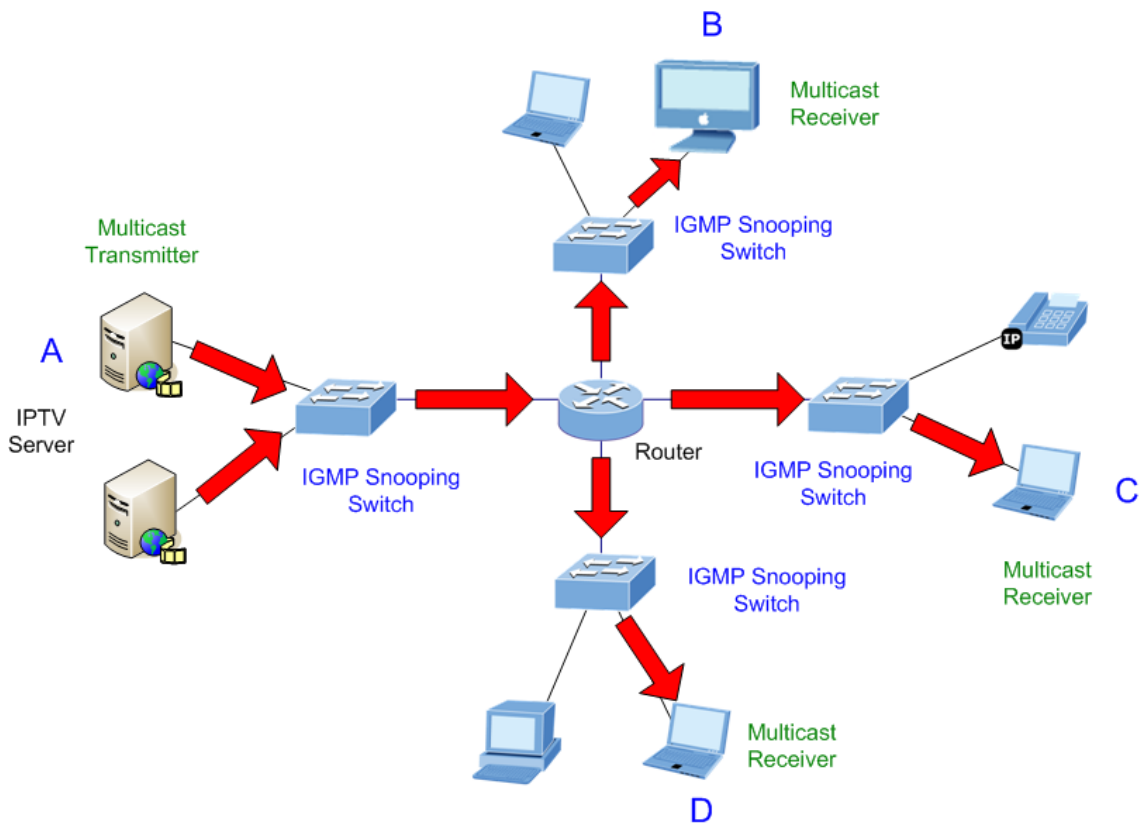 B
Multicast
Receiver
IGMP Snooping
Switch
Multicast
Transmitter
A
IPTV
Server
IGMP Snooping
Switch
Router
IP
IGMP Snooping
Switch
C
Multicast
Receiver
IGMP Snooping
Switch
Multicast
Receiver
D